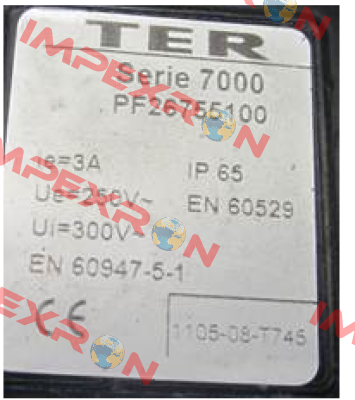 TER
Serie 7000
PF26755100
Ie=3A
IP 65
Ue=250V~
EN 60529
Ui=300V~
EN 60947-5-1
CE
1105-08-T745
IMPEXRON
IMPEXRON
IMPEXRON